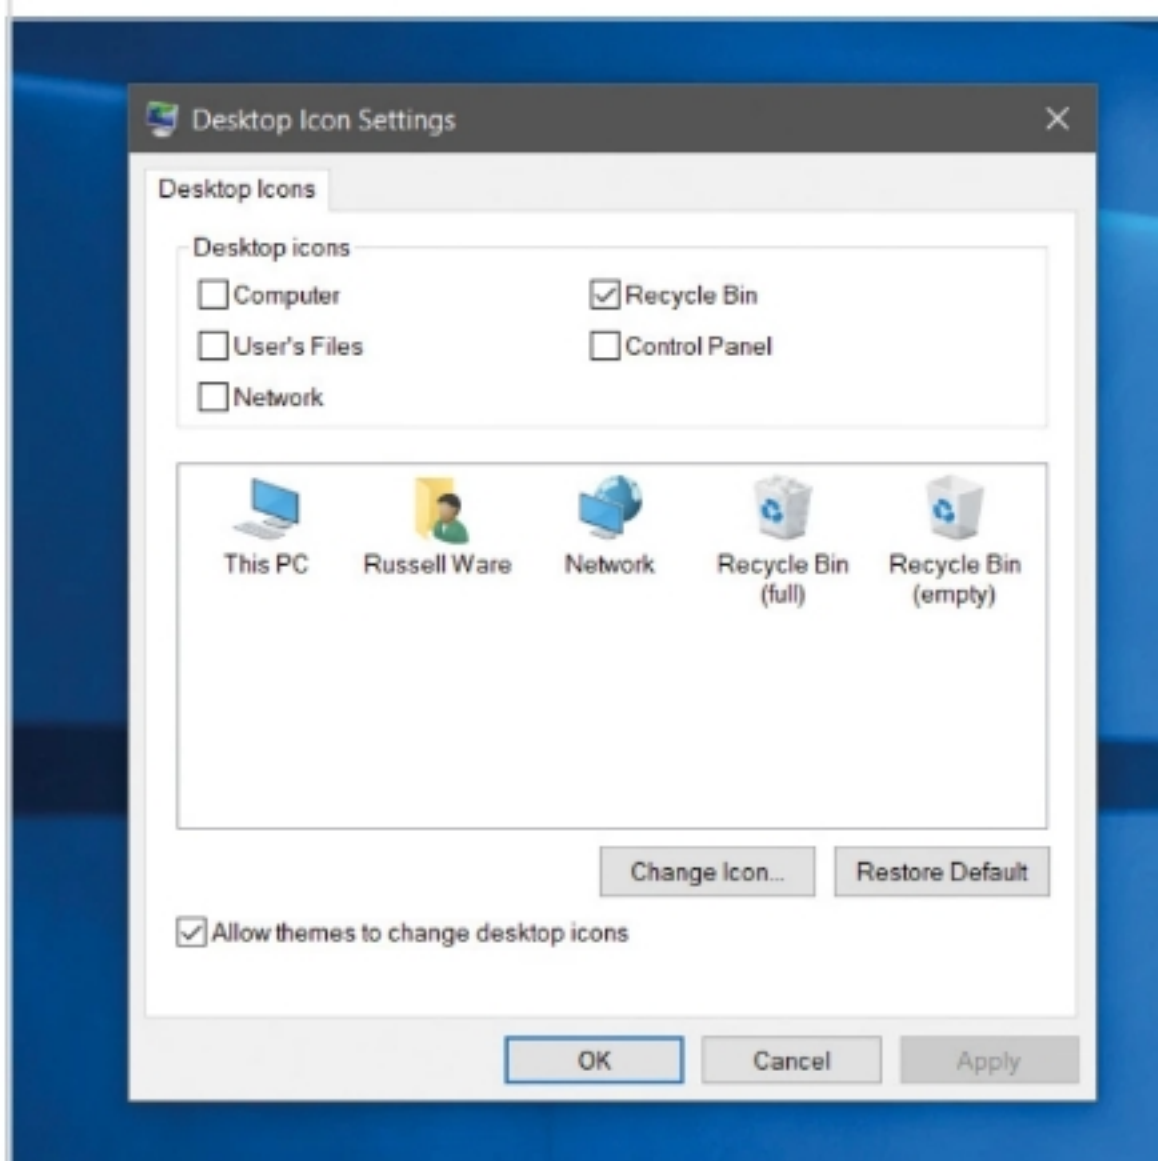 Desktop Icon Settings
Desktop Icons
Desktop icons
Computer
Recycle Bin
User's Files
Control Panel
Network
This PC
Russell Ware
Network
Recycle Bin
(full)
Recycle Bin
(empty)
Change Icon...
Restore Default
Allow themes to change desktop icons
OK
Cancel
Apply